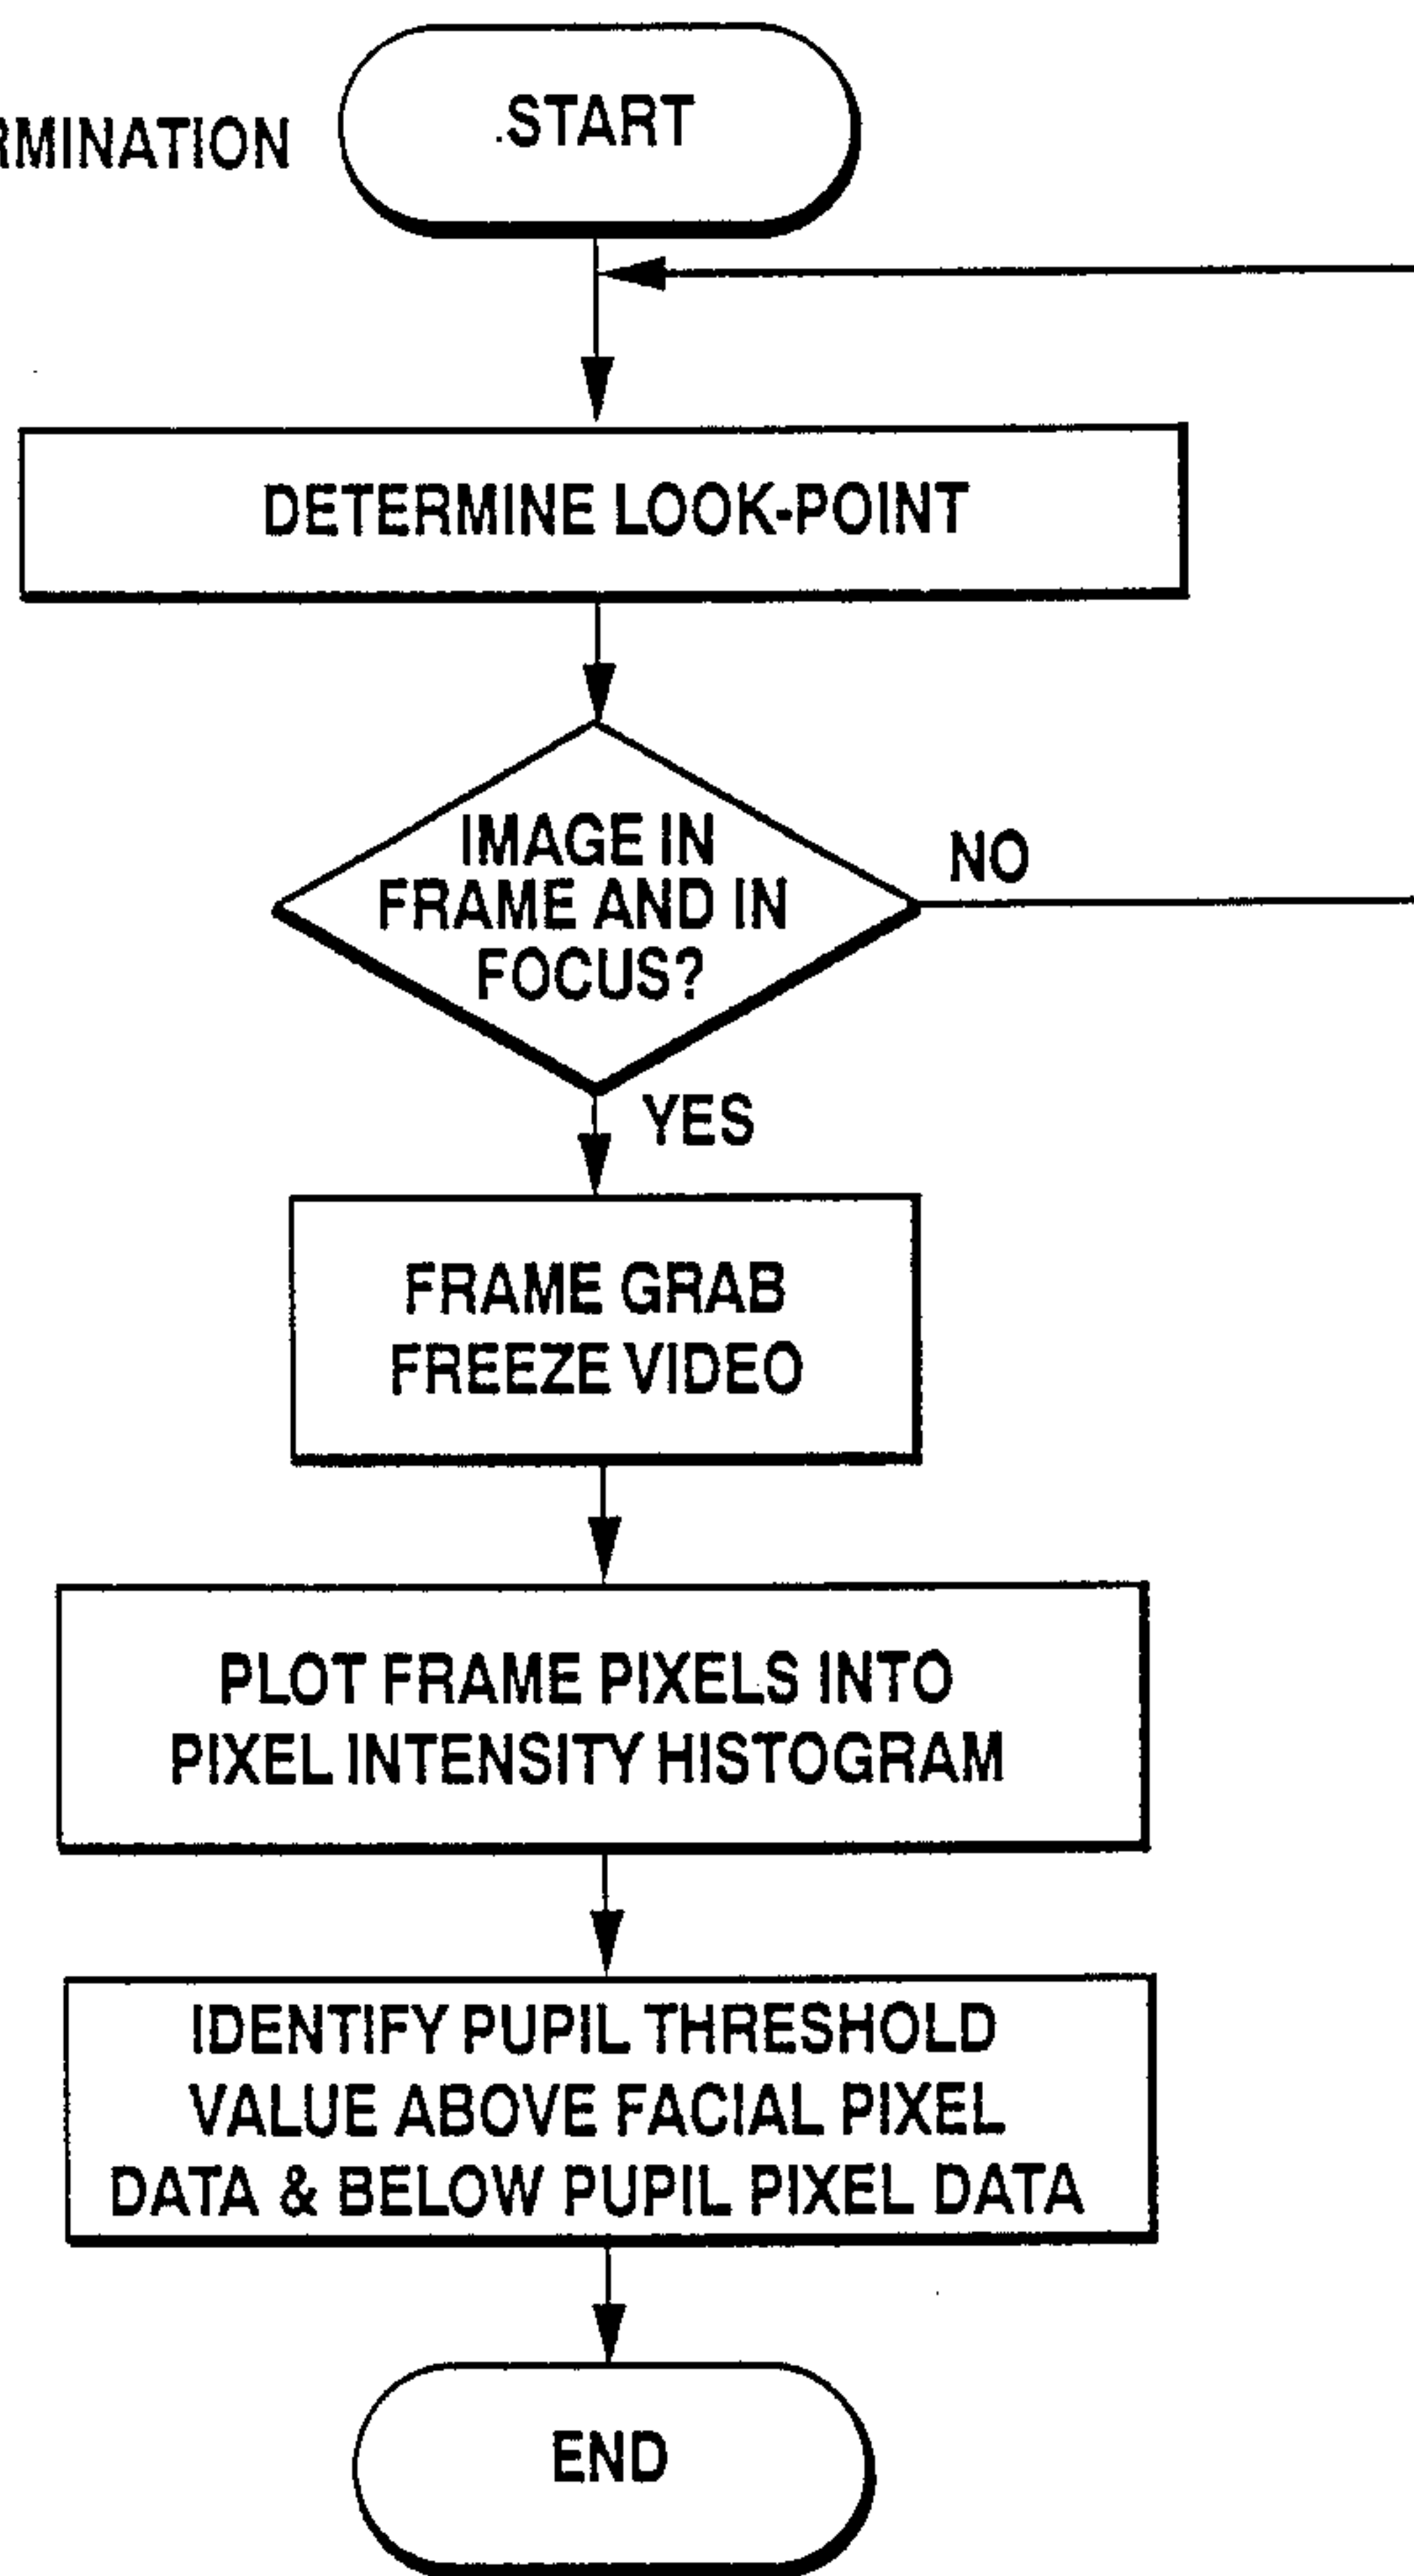 START
RMINATION
DETERMINE LOOK-POINT
IMAGE IN
FRAME AND IN
FOCUS?
NO
YES
FRAME GRAB
FREEZE VIDEO
PLOT FRAME PIXELS INTO
PIXEL INTENSITY HISTOGRAM
IDENTIFY PUPIL THRESHOLD
VALUE ABOVE FACIAL PIXEL
DATA & BELOW PUPIL PIXEL DATA
END